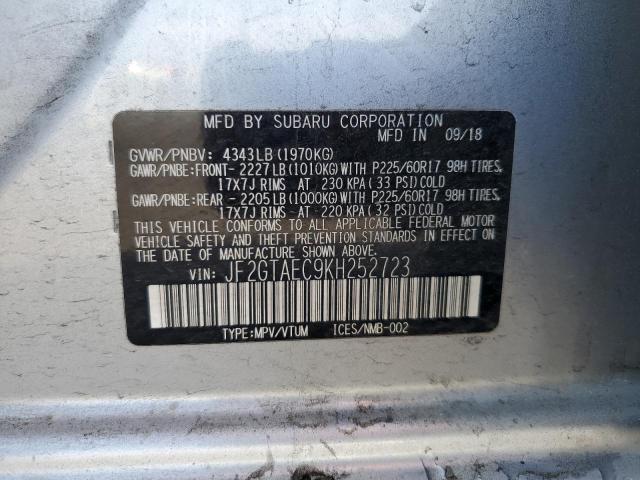 MFD BY SUBARU CORPORATION
MFD IN 09/18
GVWR/PNBV: 4343LB (1970KG)
GAWR/PNBE:FRONT- 2227LB (1010KG) WITH P225/60R17 98H TIRES,
17X7J RIMS AT 230 KPA (33 PSI) COLD
GAWR/PNBE:REAR - 2205LB (1000KG) WITH P225/60R17 98H TIRES,
17X7J RIMS AT 220 KPA (32 PSI) COLD
THIS VEHICLE CONFORMS TO ALL APPLICABLE FEDERAL MOTOR
VEHICLE SAFETY AND THEFT PREVENTION STANDARDS IN EFFECT ON
THE DATE OF MANUFACTURE SHOWN ABOVE.
VIN: JF2GTAEC9KH252723
TYPE:MPV/VTUM ICES/NMB-002